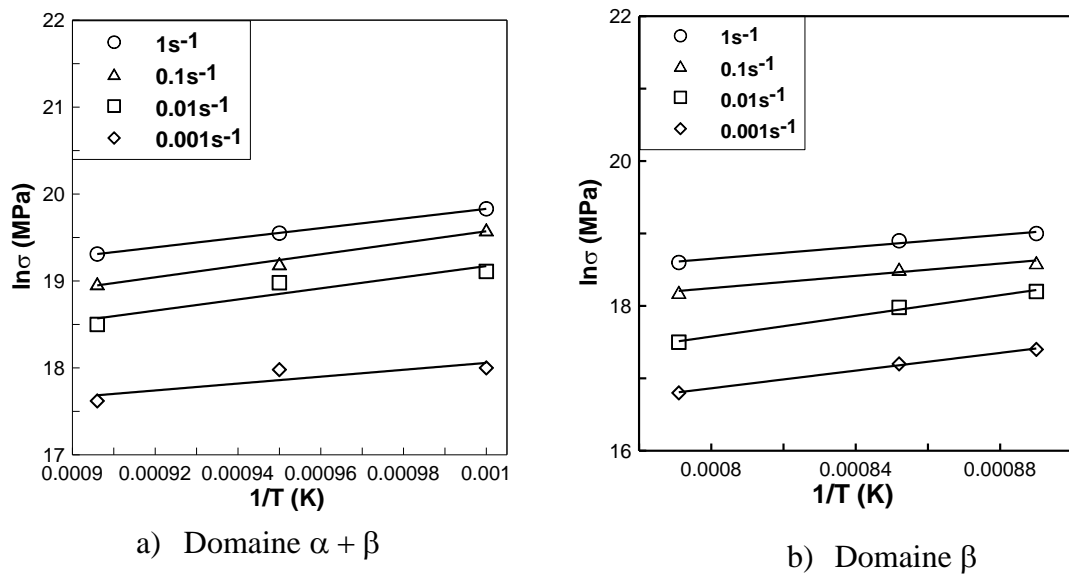 22
21
20
19
18
17
lnσ (MPa)
1s-1
0.1s-1
0.01s-1
0.001s-1
0.0009
0.00092
0.00094
0.00096
0.00098
0.001
1/T (K)
a) Domaine α + β
22
20
18
16
lnσ (MPa)
1s-1
0.1s-1
0.01s-1
0.001s-1
0.0008
0.00084
0.00088
1/T (K)
b) Domaine β